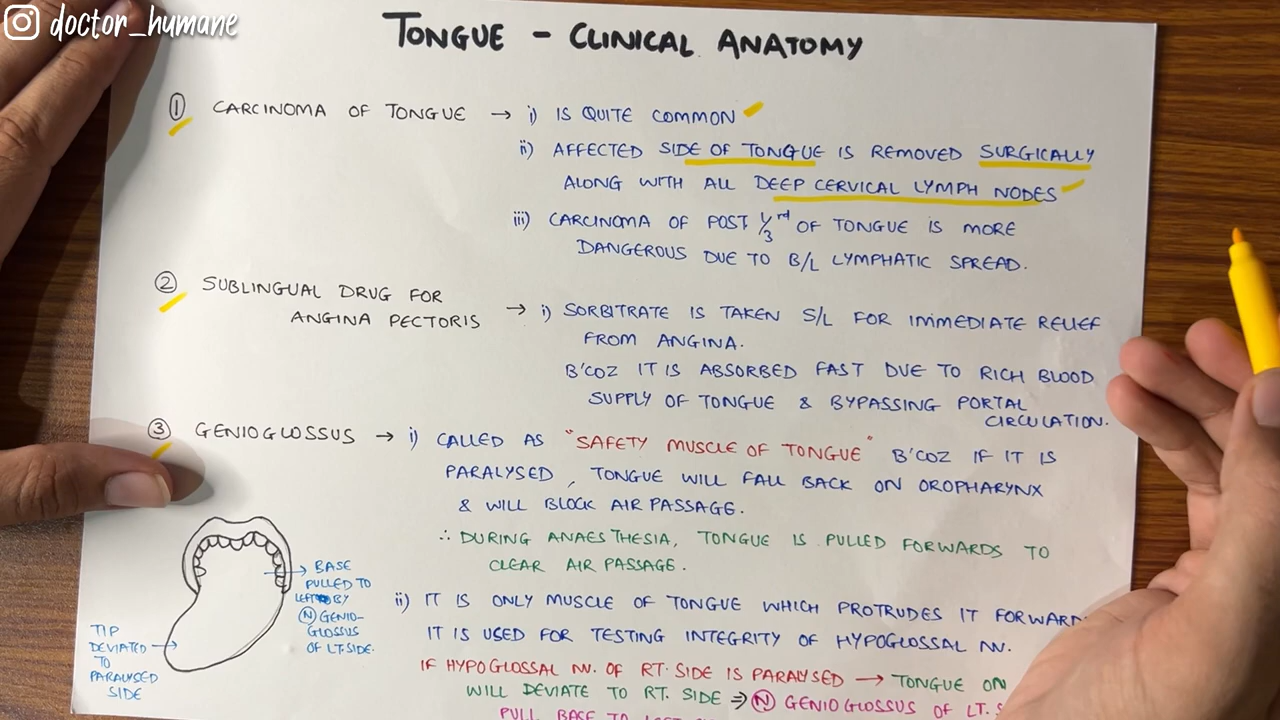 doctor_humane
TONGUE - CLINICAL ANATOMY
① CARCINOMA OF TONGUE → i) IS QUITE COMMON
ii) AFFECTED SIDE OF TONGUE IS REMOVED SURGICALLY
ALONG WITH ALL DEEP CERVICAL LYMPH NODES
iii) CARCINOMA OF POST 1/3rd OF TONGUE IS MORE
DANGEROUS DUE TO B/L LYMPHATIC SPREAD.
② SUBLINGUAL DRUG FOR
ANGINA PECTORIS → i) SORBITRATE IS TAKEN S/L FOR IMMEDIATE RELIEF
FROM ANGINA.
B'COZ IT IS ABSORBED FAST DUE TO RICH BLOOD
SUPPLY OF TONGUE & BYPASSING PORTAL
CIRCULATION.
③ GENIOGLOSSUS → i) CALLED AS "SAFETY MUSCLE OF TONGUE" B'COZ IF IT IS
PARALYSED, TONGUE WILL FALL BACK ON OROPHARYNX
& WILL BLOCK AIR PASSAGE.
∴ DURING ANAESTHESIA, TONGUE IS PULLED FORWARDS TO
CLEAR AIR PASSAGE.
→ BASE
PULLED TO
LEFT BY
Ⓝ GENIO-
GLOSSUS
OF LT. SIDE.
TIP
DEVIATED →
TO
PARALYSED
SIDE
ii) IT IS ONLY MUSCLE OF TONGUE WHICH PROTRUDES IT FORWARD
IT IS USED FOR TESTING INTEGRITY OF HYPOGLOSSAL NV.
IF HYPOGLOSSAL NV. OF RT. SIDE IS PARALYSED → TONGUE ON
WILL DEVIATE TO RT. SIDE ⇒ Ⓝ GENIOGLOSSUS OF LT. S
PULL BASE TO